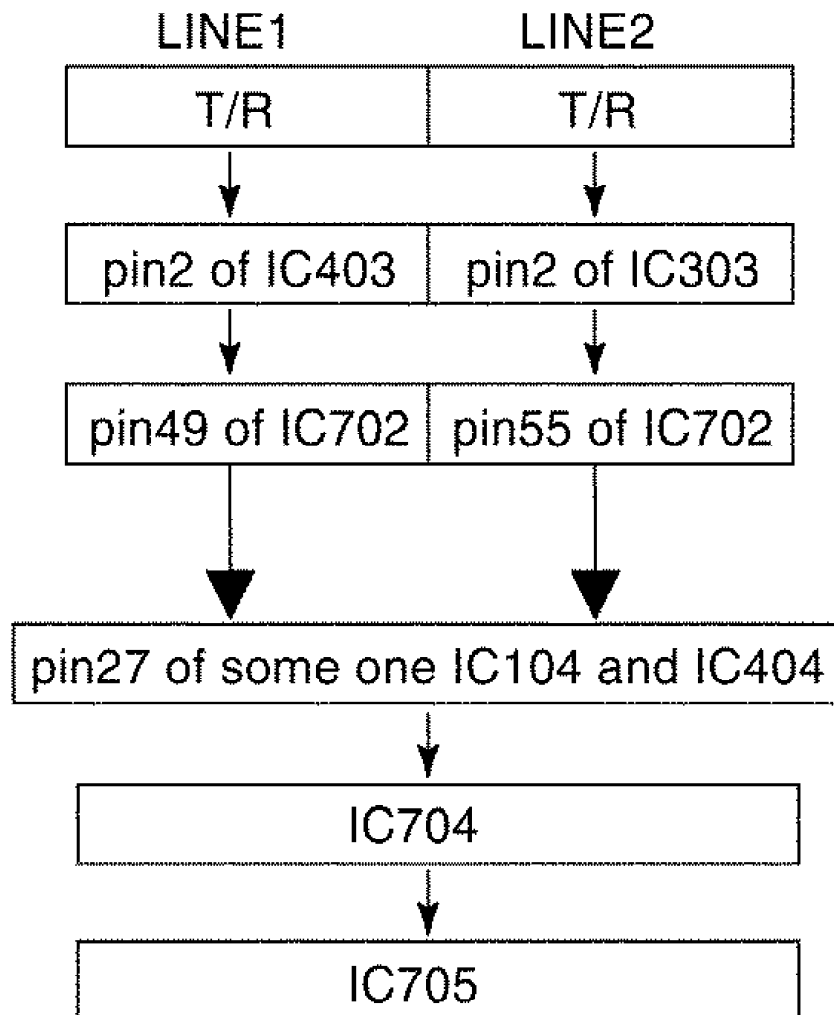 LINE1 LINE2
T/R T/R
pin2 of IC403 pin2 of IC303
pin49 of IC702 pin55 of IC702
pin27 of some one IC104 and IC404
IC704
IC705